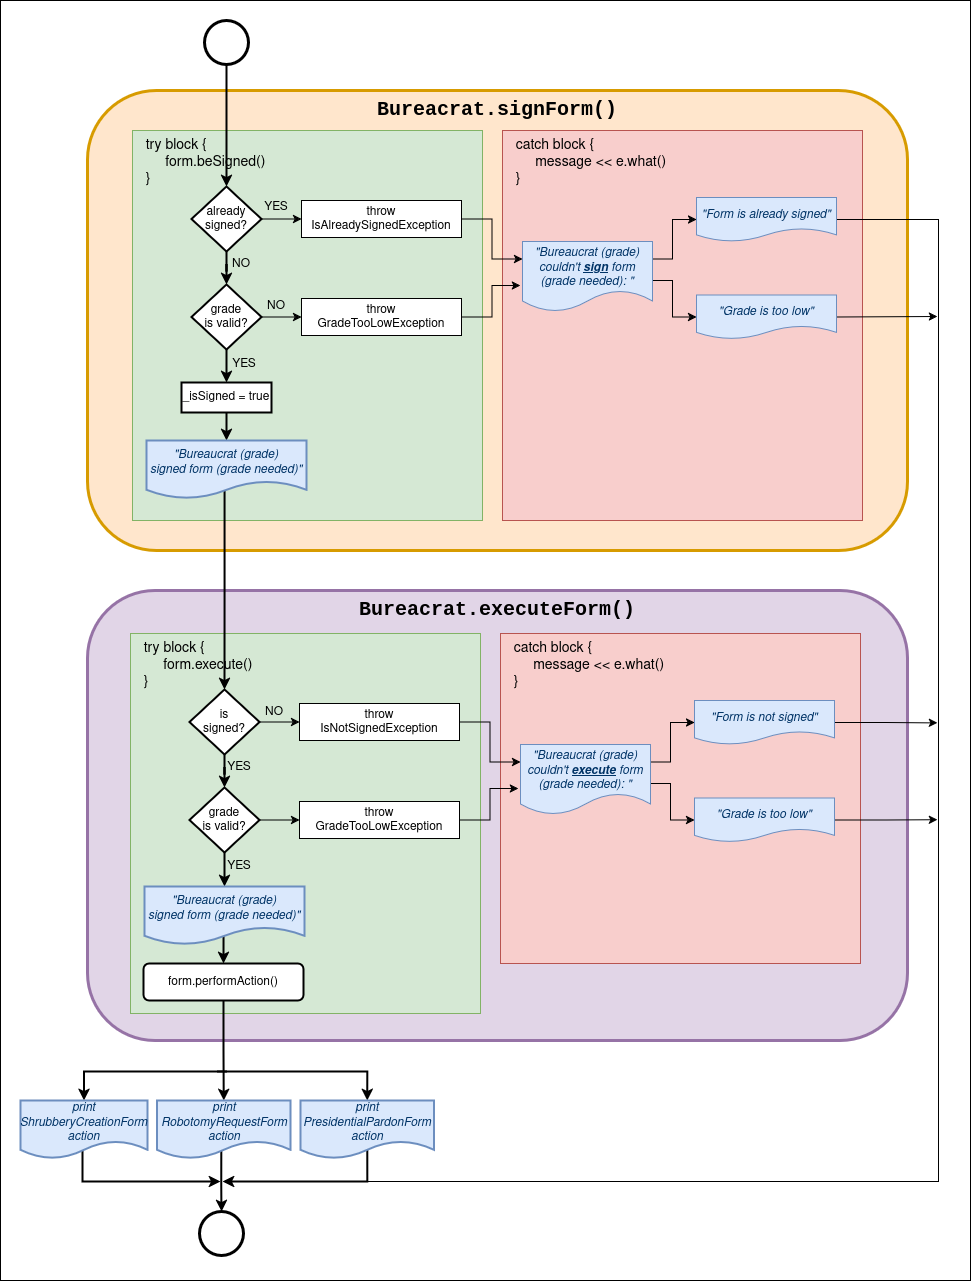 Bureacrat.signForm()
try block {
form.beSigned()
}
catch block {
message << e.what()
}
already
signed?
YES
throw
IsAlreadySignedException
"Form is already signed"
"Bureaucrat (grade)
couldn't sign form
(grade needed): "
NO
grade
is valid?
NO
throw
GradeTooLowException
"Grade is too low"
YES
_isSigned = true
"Bureaucrat (grade)
signed form (grade needed)"
Bureacrat.executeForm()
try block {
form.execute()
}
catch block {
message << e.what()
}
is
signed?
NO
throw
IsNotSignedException
"Form is not signed"
"Bureaucrat (grade)
couldn't execute form
(grade needed): "
YES
grade
is valid?
throw
GradeTooLowException
"Grade is too low"
YES
"Bureaucrat (grade)
signed form (grade needed)"
form.performAction()
print
ShrubberyCreationForm
action
print
RobotomyRequestForm
action
print
PresidentialPardonForm
action